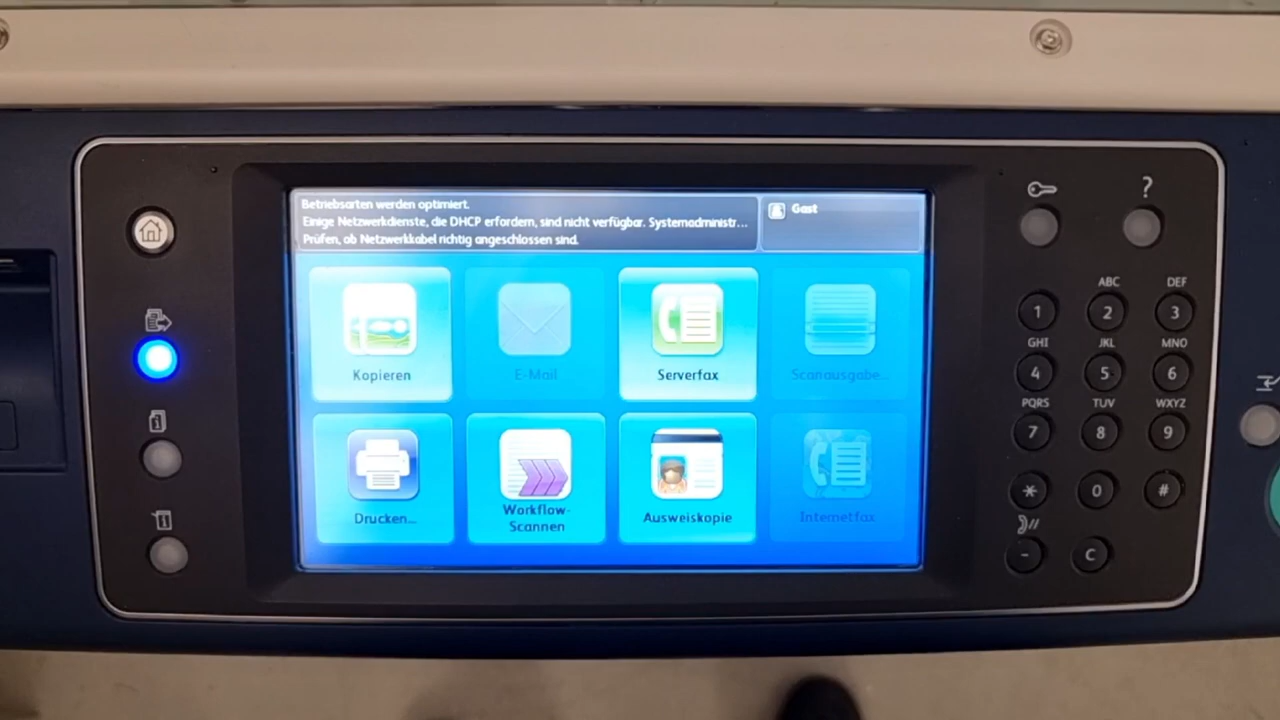 Betriebsarten werden optimiert.
Einige Netzwerkdienste, die DHCP erfordern, sind nicht verfügbar. Systemadministr...
Prüfen, ob Netzwerkkabel richtig angeschlossen sind.
Gast
Kopieren
E-Mail
Serverfax
Scanausgabe...
Drucken...
Workflow-
Scannen
Ausweiskopie
Internetfax
?
ABC DEF
1 2 3
GHI JKL MNO
4 5 6
PQRS TUV WXYZ
7 8 9
* 0 #
- C